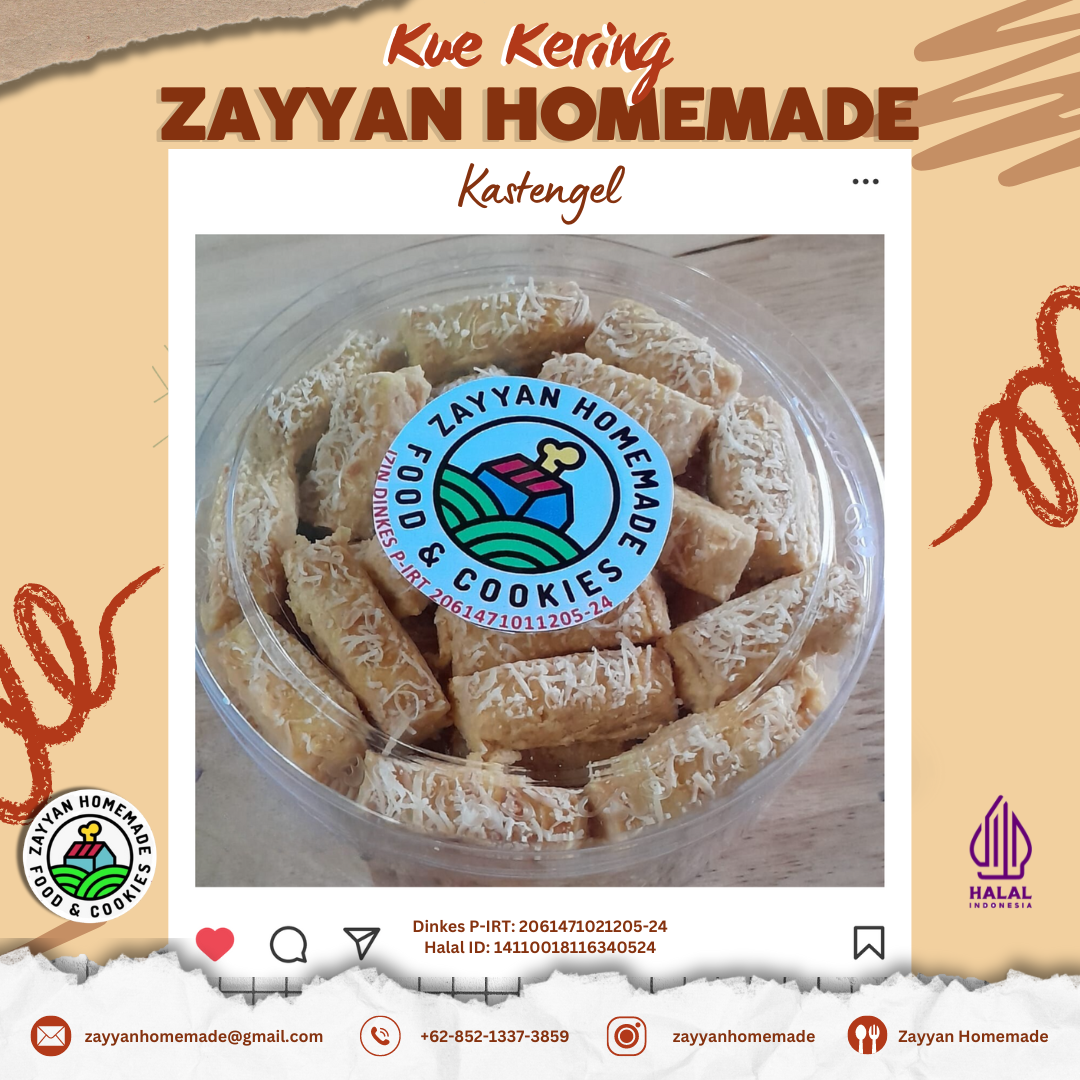 Kue Kering
ZAYYAN HOMEMADE
Kastengel
ZAYYAN HOMEMADE
FOOD & COOKIES
IZIN DINKES P-IRT 2061471011205-24
ZAYYAN HOMEMADE
FOOD & COOKIES
HALAL
INDONESIA
Dinkes P-IRT: 2061471021205-24
Halal ID: 14110018116340524
zayyanhomemade@gmail.com
+62-852-1337-3859
zayyanhomemade
Zayyan Homemade